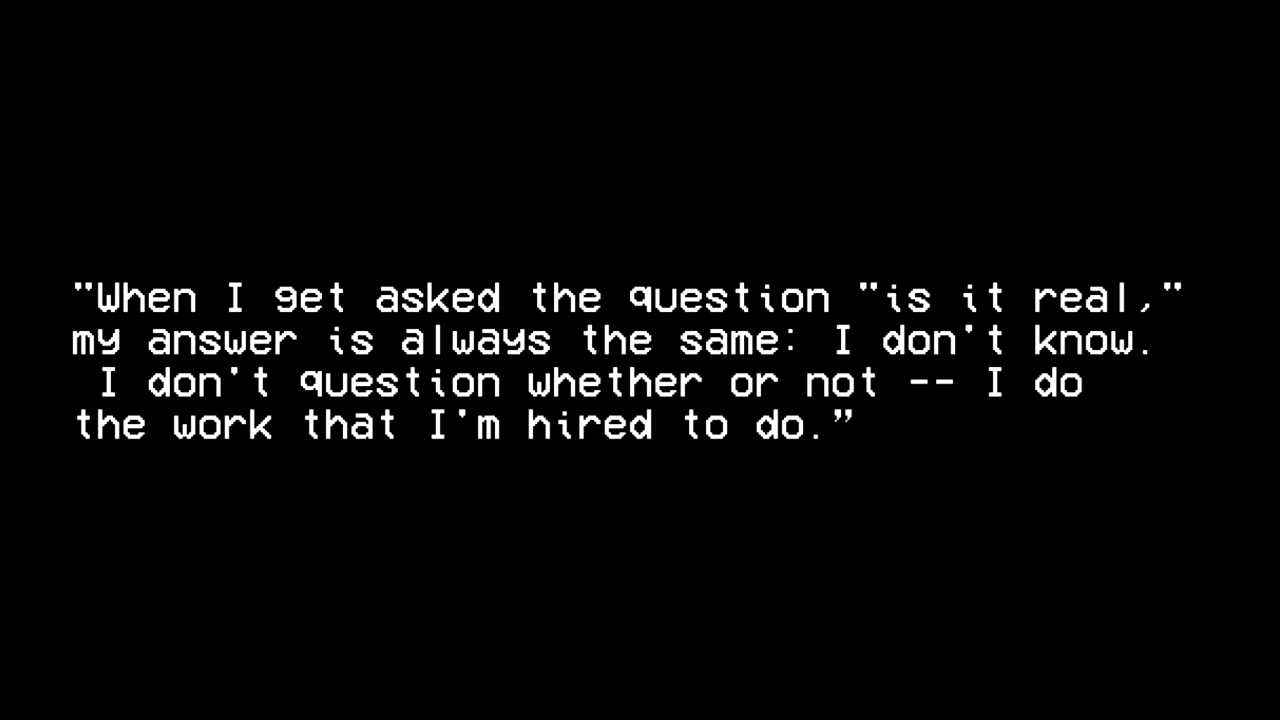 "When I get asked the question "is it real,"
my answer is always the same: I don't know.
I don't question whether or not -- I do
the work that I'm hired to do."